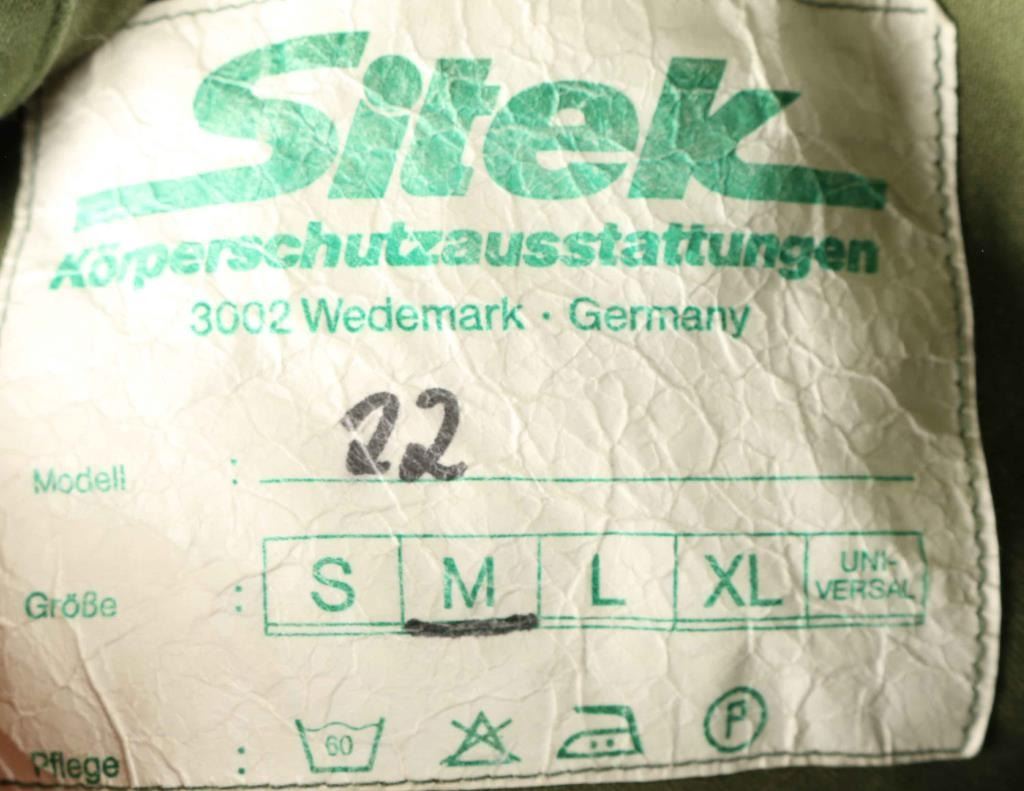 Sitek
Körperschutzausstattungen
3002 Wedemark · Germany
Modell : 22
Größe : S M L XL UNI-VERSAL
Pflege : 60 P